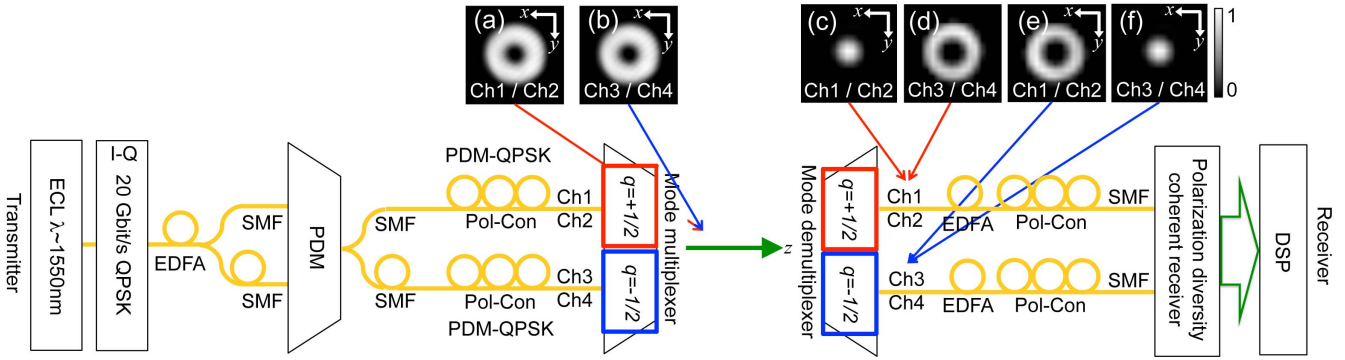 (a)
x
y
Ch1 / Ch2
(b)
x
y
Ch3 / Ch4
(c)
x
y
Ch1 / Ch2
(d)
x
y
Ch3 / Ch4
(e)
x
y
Ch1 / Ch2
(f)
x
y
Ch3 / Ch4
1
0
Transmitter
ECL λ~1550nm
I-Q
20 Gbit/s QPSK
EDFA
SMF
SMF
PDM
SMF
SMF
PDM-QPSK
Pol-Con
Ch1
Ch2
Pol-Con
PDM-QPSK
Ch3
Ch4
q=+1/2
q=-1/2
Mode multiplexer
z
Mode demultiplexer
q=+1/2
q=-1/2
Ch1
Ch2
EDFA
Pol-Con
SMF
Ch3
Ch4
EDFA
Pol-Con
SMF
Polarization diversity
coherent receiver
DSP
Receiver